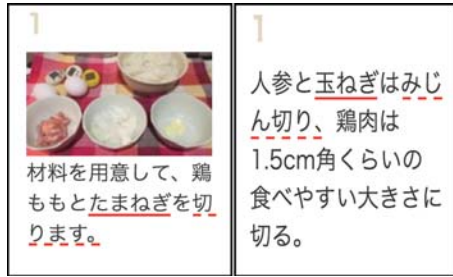 1
材料を用意して、鶏
ももとたまねぎを切
ります。
1
人参と玉ねぎはみじ
ん切り、鶏肉は
1.5cm角くらいの
食べやすい大きさに
切る。